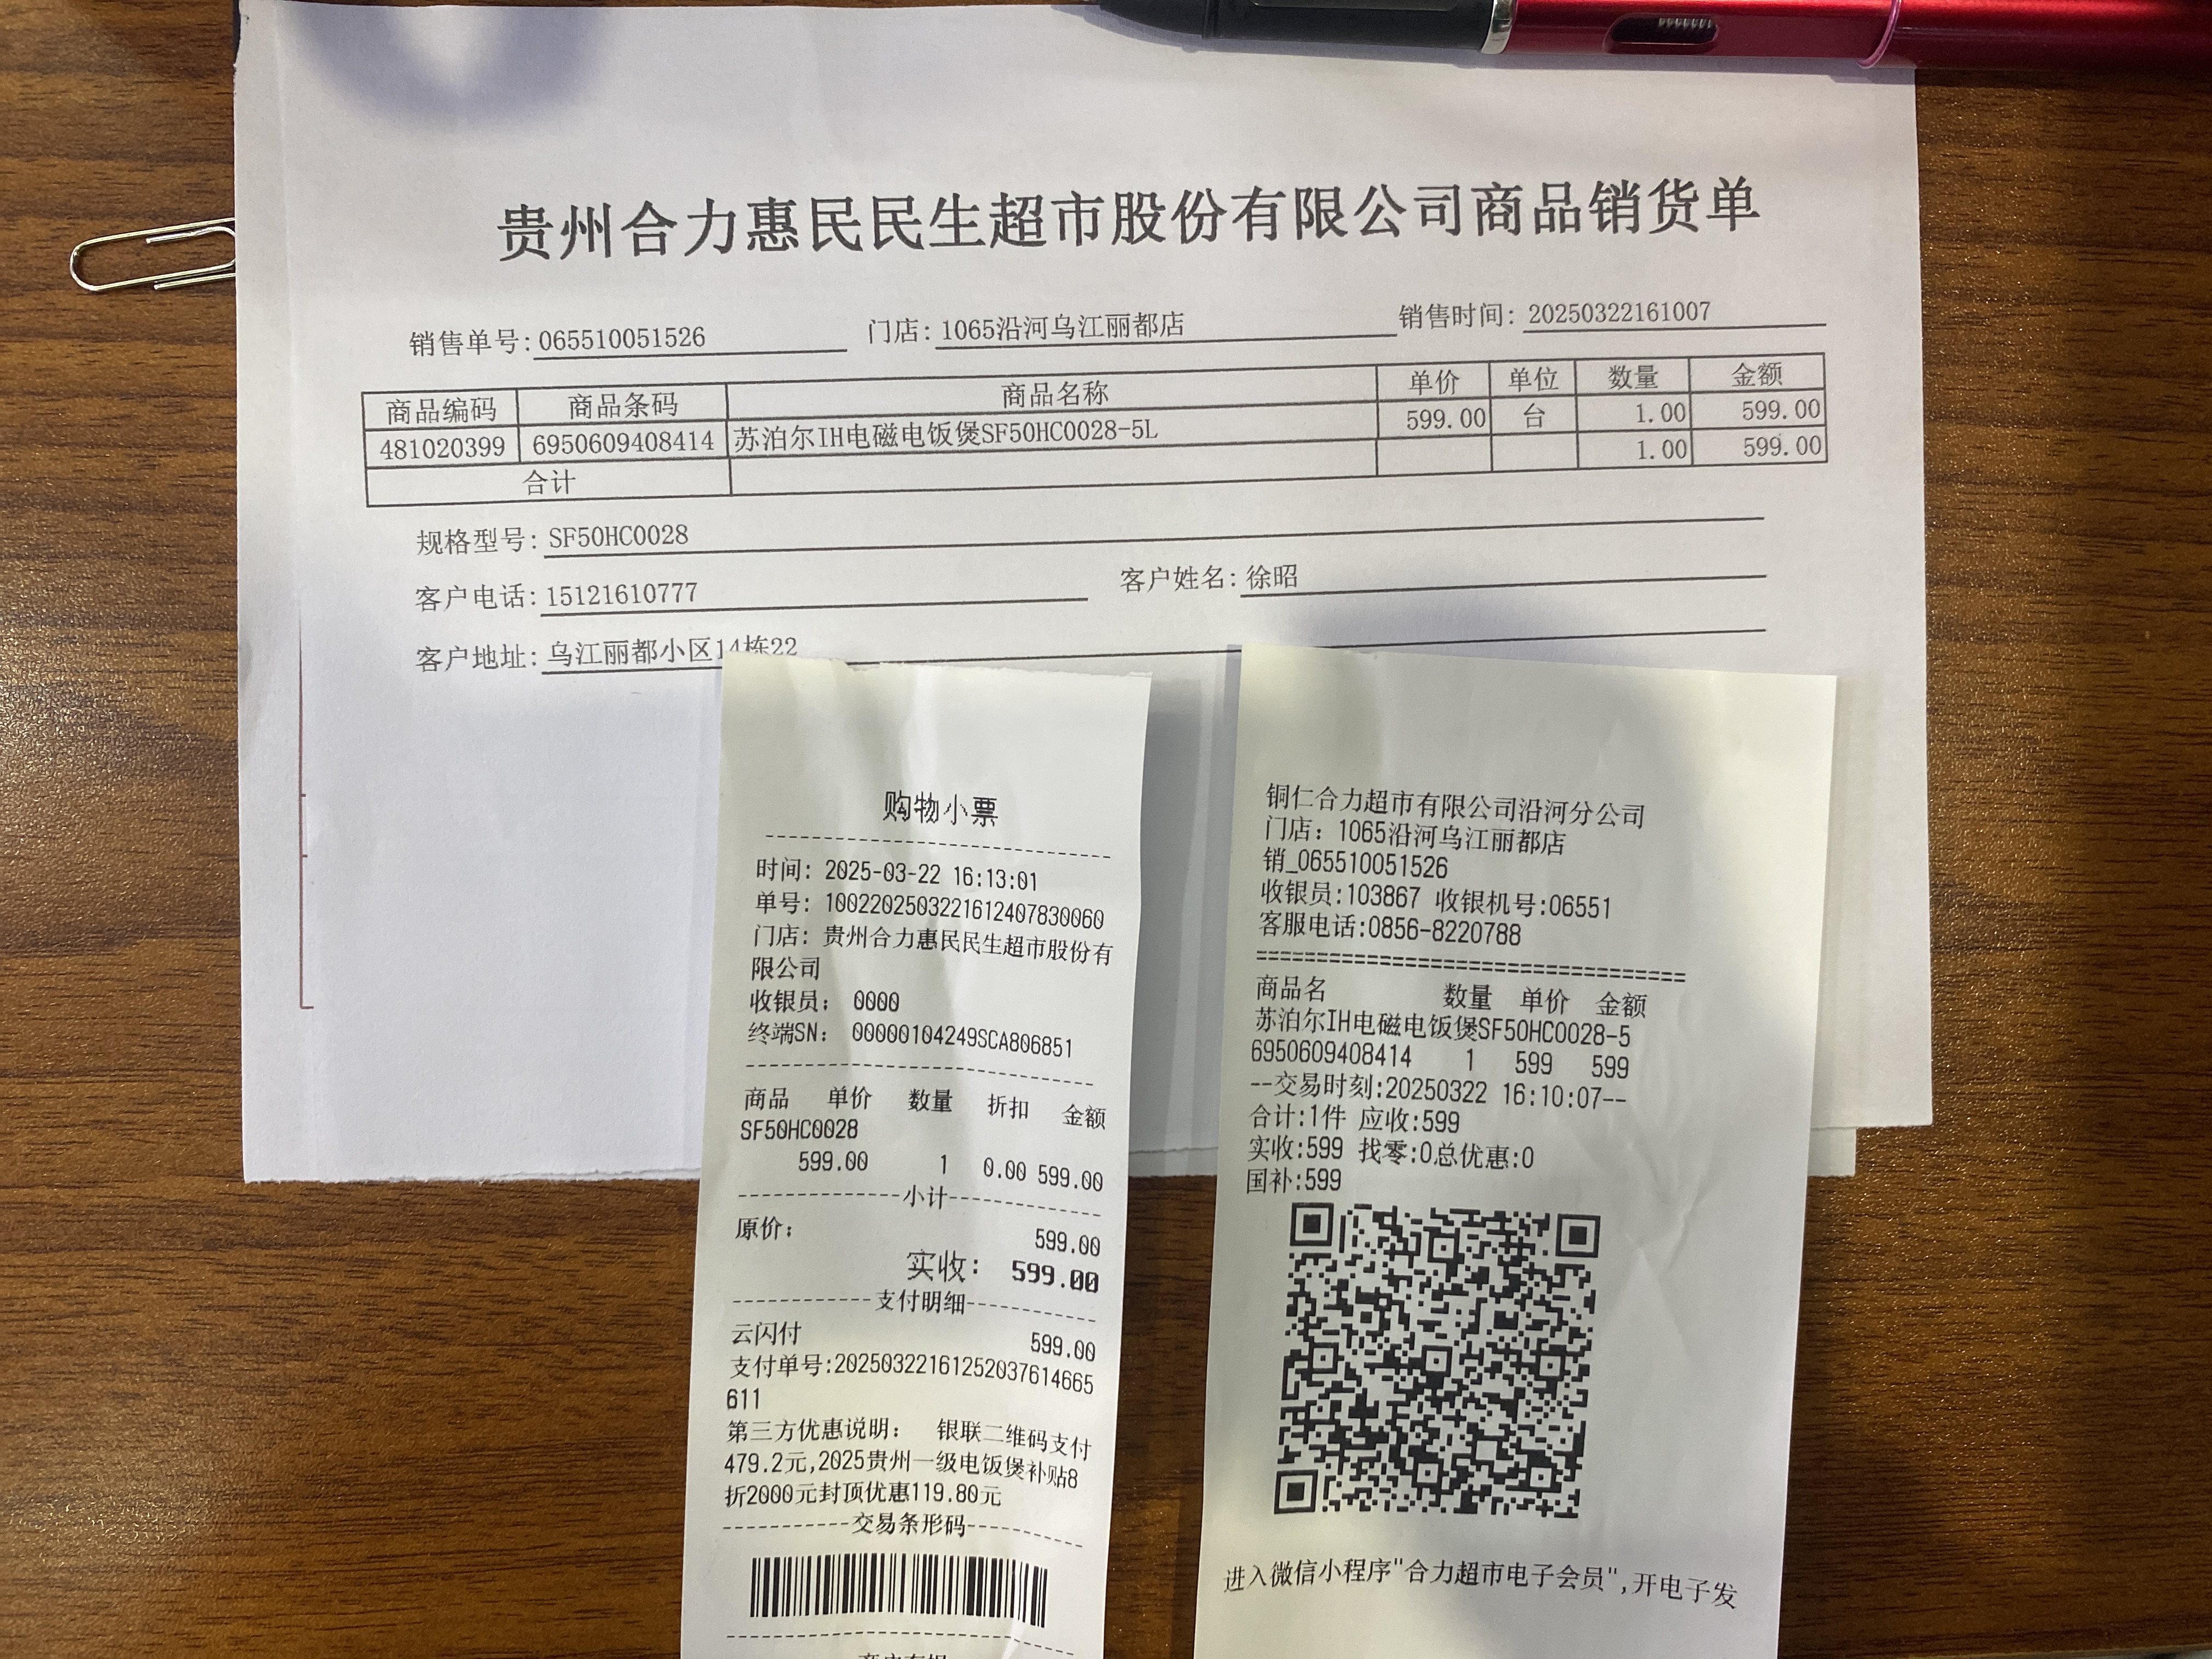 贵州合力惠民民生超市股份有限公司商品销货单
销售单号:065510051526 门店:1065沿河乌江丽都店 销售时间:20250322161007
商品编码 商品条码 商品名称 单价 单位 数量 金额
481020399 6950609408414 苏泊尔IH电磁电饭煲SF50HC0028-5L 599.00 台 1.00 599.00
合计 1.00 599.00
规格型号:SF50HC0028
客户电话:15121610777 客户姓名:徐昭
客户地址:乌江丽都小区14栋22
购物小票
时间: 2025-03-22 16:13:01
单号: 1002202503221612407830060
门店: 贵州合力惠民民生超市股份有
限公司
收银员: 0000
终端SN: 00000104249SCA806851
商品 单价 数量 折扣 金额
SF50HC0028
599.00 1 0.00 599.00
小计
原价: 599.00
实收: 599.00
支付明细
云闪付 599.00
支付单号:20250322161252037614665
611
第三方优惠说明: 银联二维码支付
479.2元,2025贵州一级电饭煲补贴8
折2000元封顶优惠119.80元
交易条形码
铜仁合力超市有限公司沿河分公司
门店: 1065沿河乌江丽都店
销_065510051526
收银员:103867 收银机号:06551
客服电话:0856-8220788
================================
商品名 数量 单价 金额
苏泊尔IH电磁电饭煲SF50HC0028-5
6950609408414 1 599 599
--交易时刻:20250322 16:10:07--
合计:1件 应收:599
实收:599 找零:0总优惠:0
国补:599
进入微信小程序"合力超市电子会员",开电子发